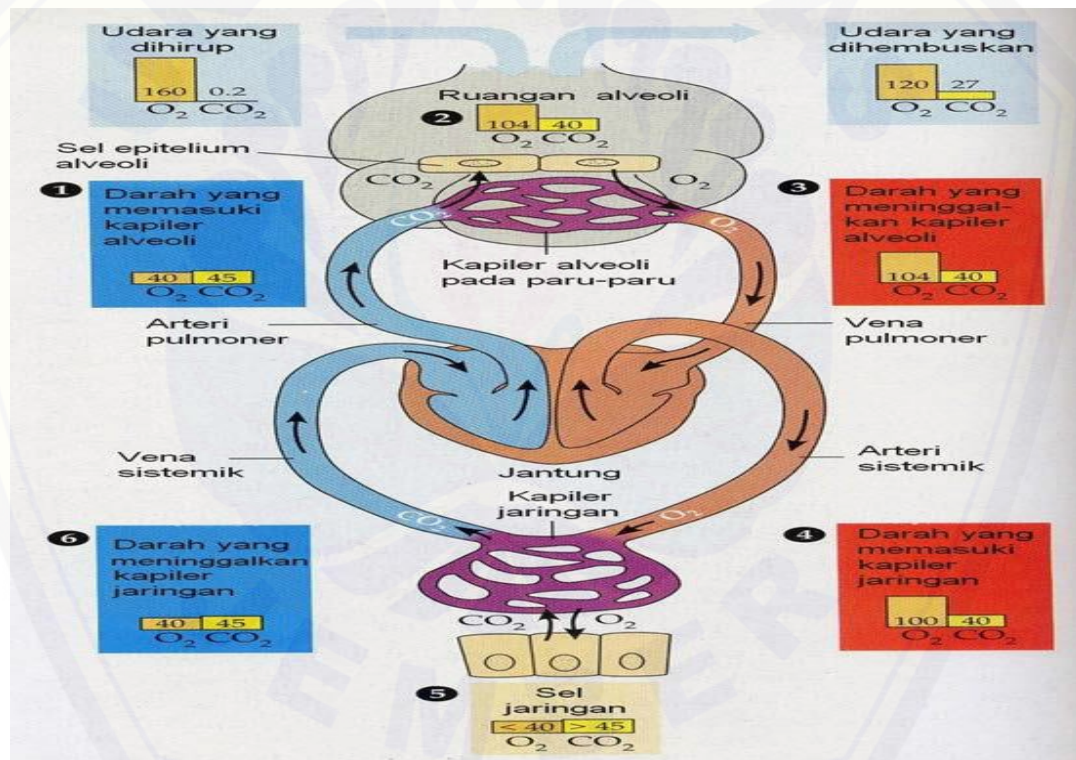 Udara yang
dihirup
160 0.2
O₂ CO₂
Udara yang
dihembuskan
120 27
O₂ CO₂
Ruangan alveoli
2
104 40
O₂ CO₂
Sel epitelium
alveoli
CO₂
O₂
1
Darah yang
memasuki
kapiler
alveoli
40 45
O₂ CO₂
CO₂
O₂
3
Darah yang
meninggal-
kan kapiler
alveoli
104 40
O₂ CO₂
Kapiler alveoli
pada paru-paru
Arteri
pulmoner
Vena
pulmoner
Vena
sistemik
Jantung
Arteri
sistemik
Kapiler
jaringan
CO₂
O₂
6
Darah yang
meninggalkan
kapiler
jaringan
40 45
O₂ CO₂
4
Darah yang
memasuki
kapiler
jaringan
100 40
O₂ CO₂
CO₂
O₂
5
Sel
jaringan
< 40 > 45
O₂ CO₂